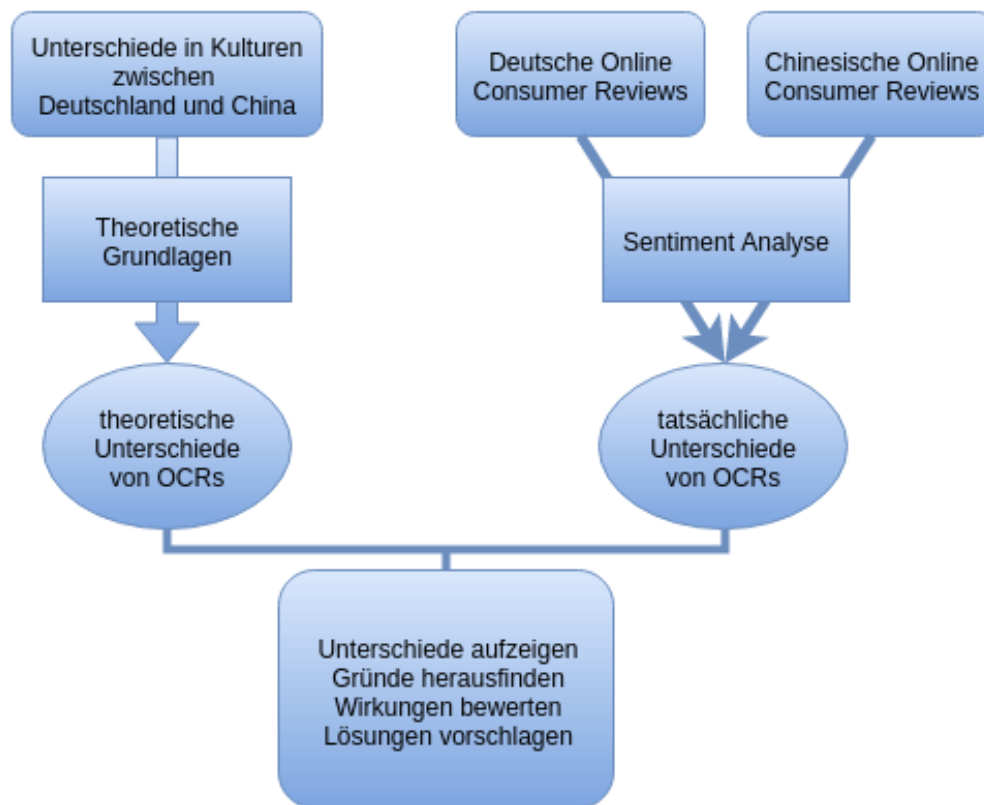 Unterschiede in Kulturen
zwischen
Deutschland und China
Deutsche Online
Consumer Reviews
Chinesische Online
Consumer Reviews
Theoretische
Grundlagen
Sentiment Analyse
theoretische
Unterschiede
von OCRs
tatsächliche
Unterschiede
von OCRs
Unterschiede aufzeigen
Gründe herausfinden
Wirkungen bewerten
Lösungen vorschlagen